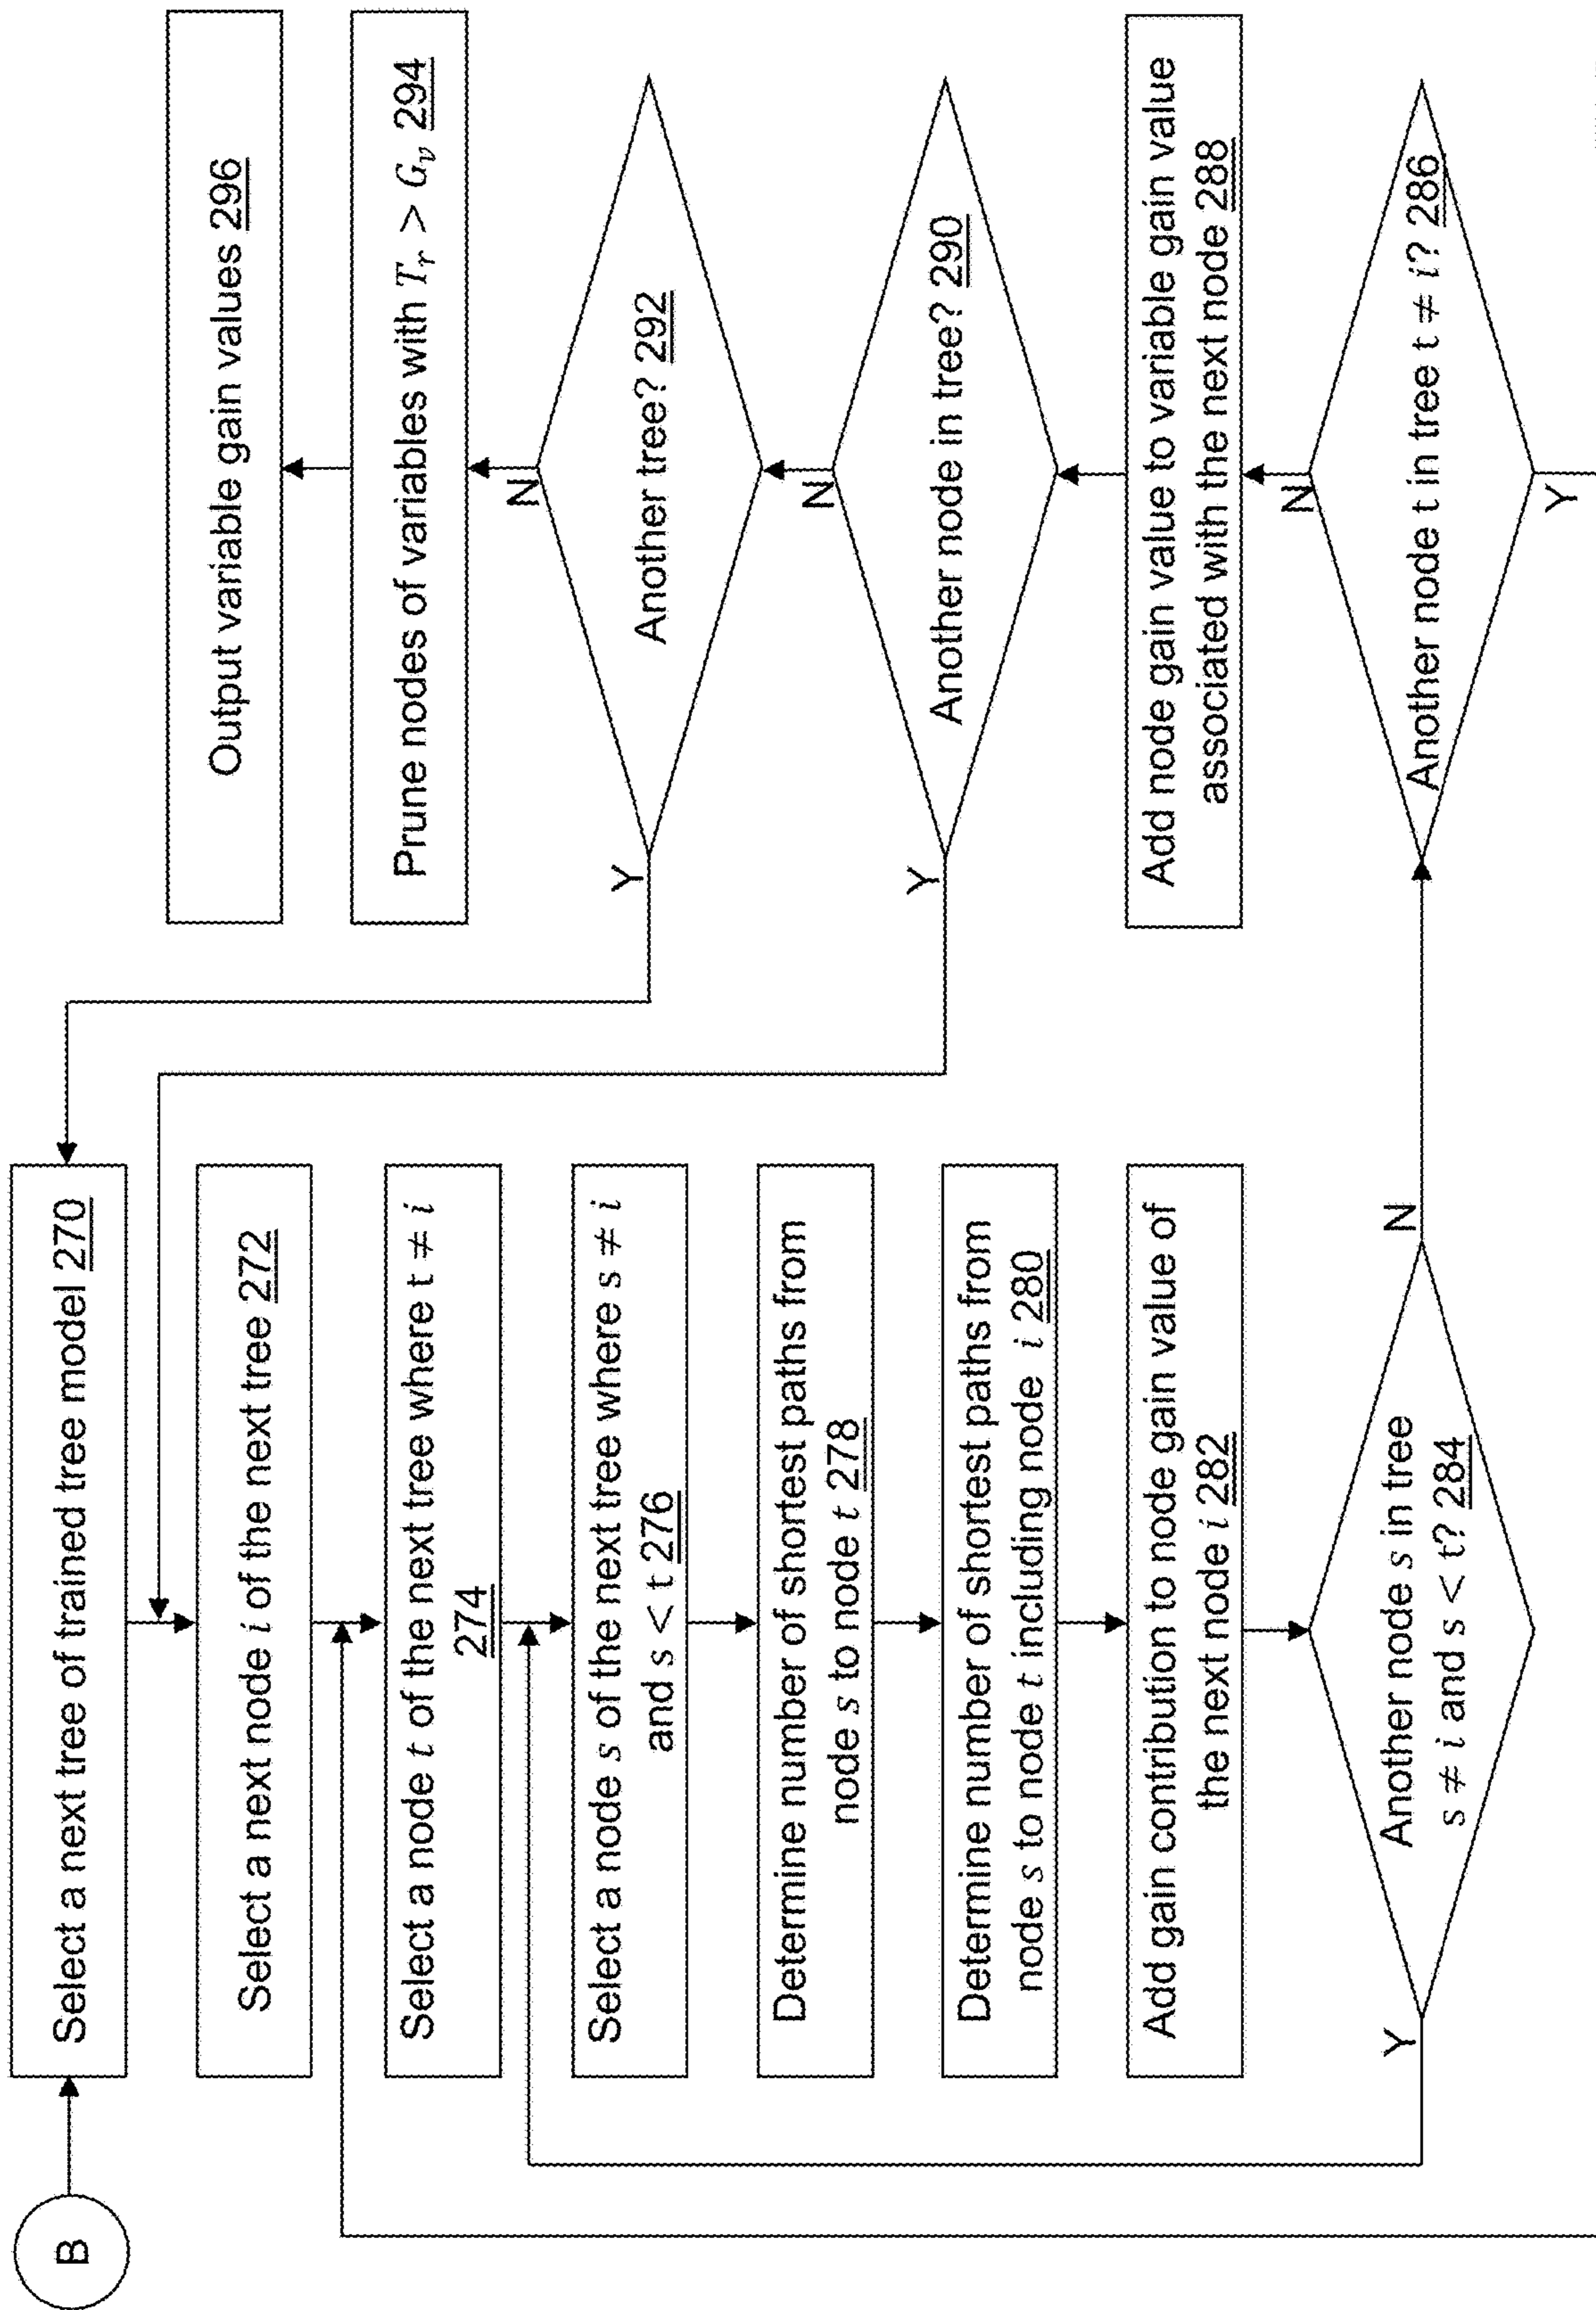 B
Select a next tree of trained tree model 270
Select a next node i of the next tree 272
Select a node t of the next tree where t ≠ i
274
Select a node s of the next tree where s ≠ i
and s < t 276
Determine number of shortest paths from
node s to node t 278
Determine number of shortest paths from
node s to node t including node i 280
Add gain contribution to node gain value of
the next node i 282
Another node s in tree
s ≠ i and s < t? 284
Y
N
Another node t in tree t ≠ i? 286
Y
N
Add node gain value to variable gain value
associated with the next node 288
Another node in tree? 290
Y
N
Another tree? 292
Y
N
Prune nodes of variables with Tr > Gv 294
Output variable gain values 296